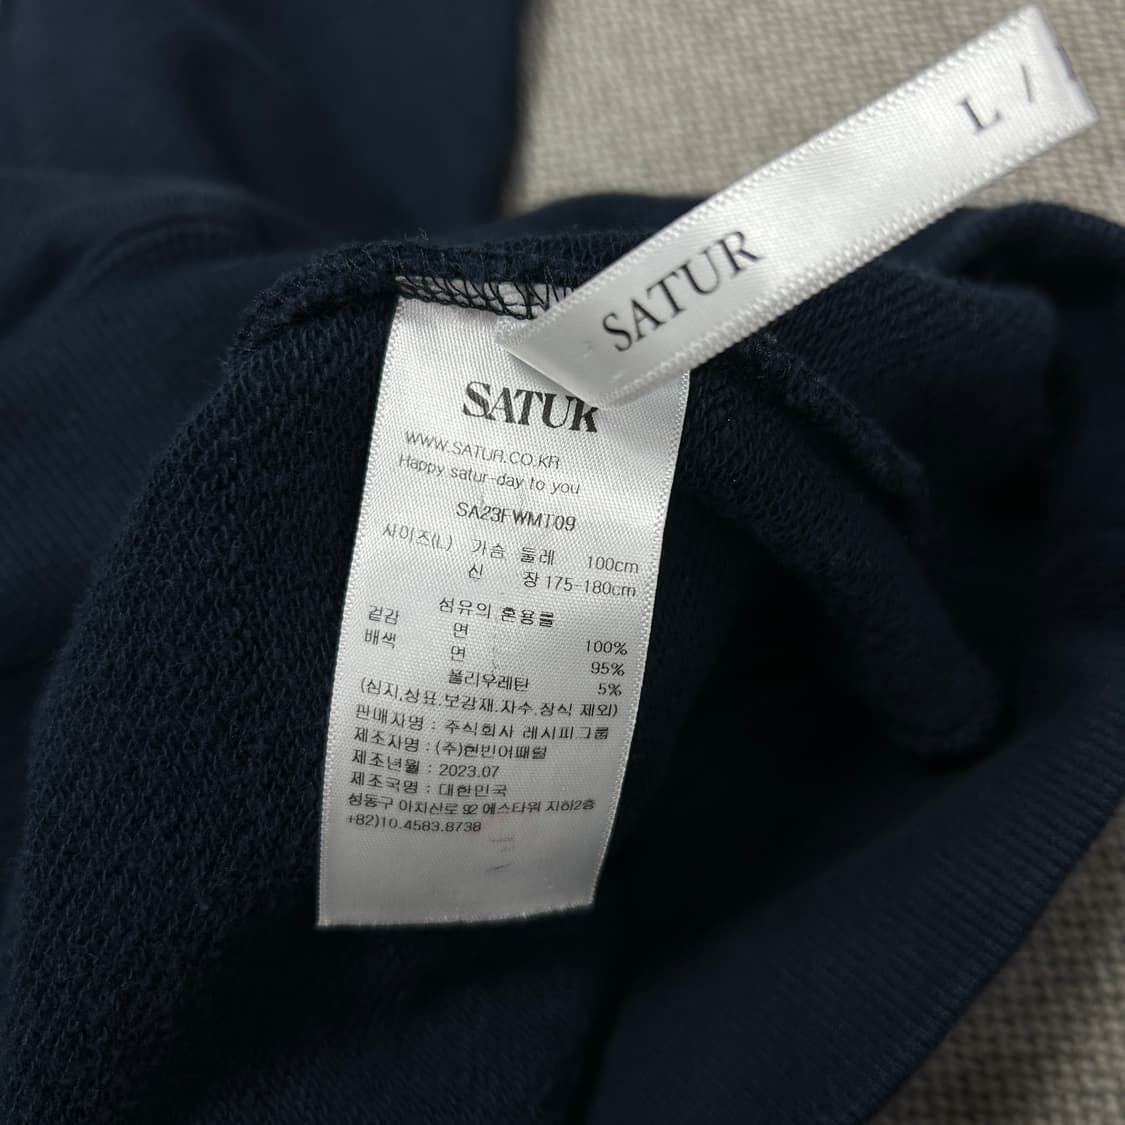 L /
SATUR
SATUR
WWW.SATUR.CO.KR
Happy satur-day to you
SA23FWMT09
사이즈(L) 가슴 둘레 100cm
신 장 175-180cm
섬유의 혼용률
겉감 면 100%
배색 면 95%
폴리우레탄 5%
(심지,상표,보강재,자수,장식 제외)
판매자명 : 주식회사 레시피그룹
제조자명 : (주)현빈어패럴
제조년월 : 2023.07
제조국명 : 대한민국
성동구 아차산로 92 에스타워 지하2층
+82)10.4583.8738